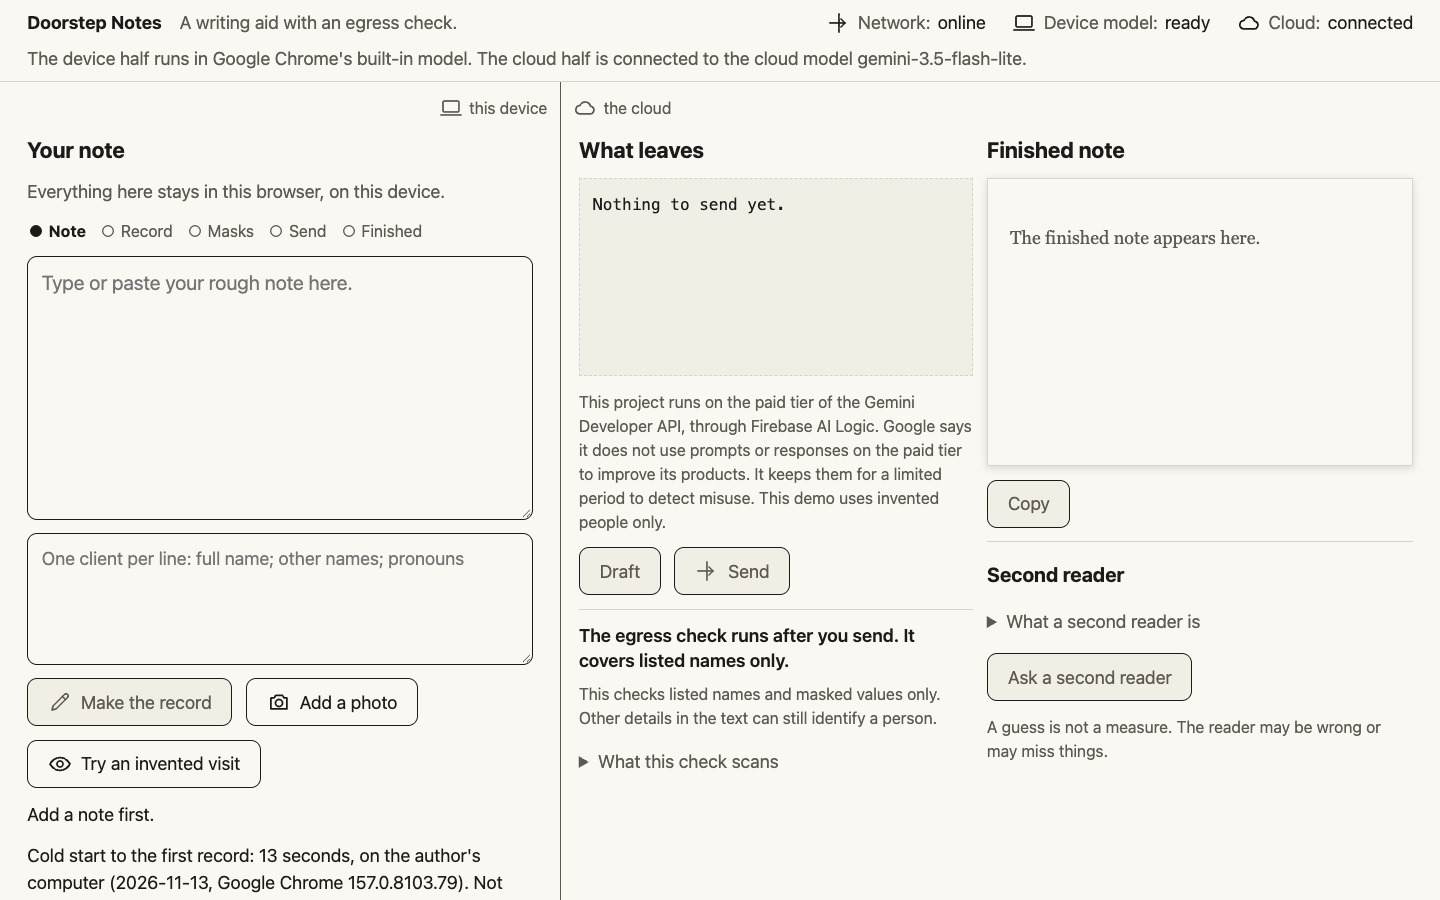 Doorstep Notes A writing aid with an egress check.
Network: online Device model: ready Cloud: connected
The device half runs in Google Chrome's built-in model. The cloud half is connected to the cloud model gemini-3.5-flash-lite.
this device
the cloud
Your note
Everything here stays in this browser, on this device.
Note Record Masks Send Finished
Type or paste your rough note here.
One client per line: full name; other names; pronouns
Make the record
Add a photo
Try an invented visit
Add a note first.
Cold start to the first record: 13 seconds, on the author's
computer (2026-11-13, Google Chrome 157.0.8103.79). Not
What leaves
Nothing to send yet.
This project runs on the paid tier of the Gemini
Developer API, through Firebase AI Logic. Google says
it does not use prompts or responses on the paid tier
to improve its products. It keeps them for a limited
period to detect misuse. This demo uses invented
people only.
Draft
Send
The egress check runs after you send. It
covers listed names only.
This checks listed names and masked values only.
Other details in the text can still identify a person.
What this check scans
Finished note
The finished note appears here.
Copy
Second reader
What a second reader is
Ask a second reader
A guess is not a measure. The reader may be wrong or
may miss things.